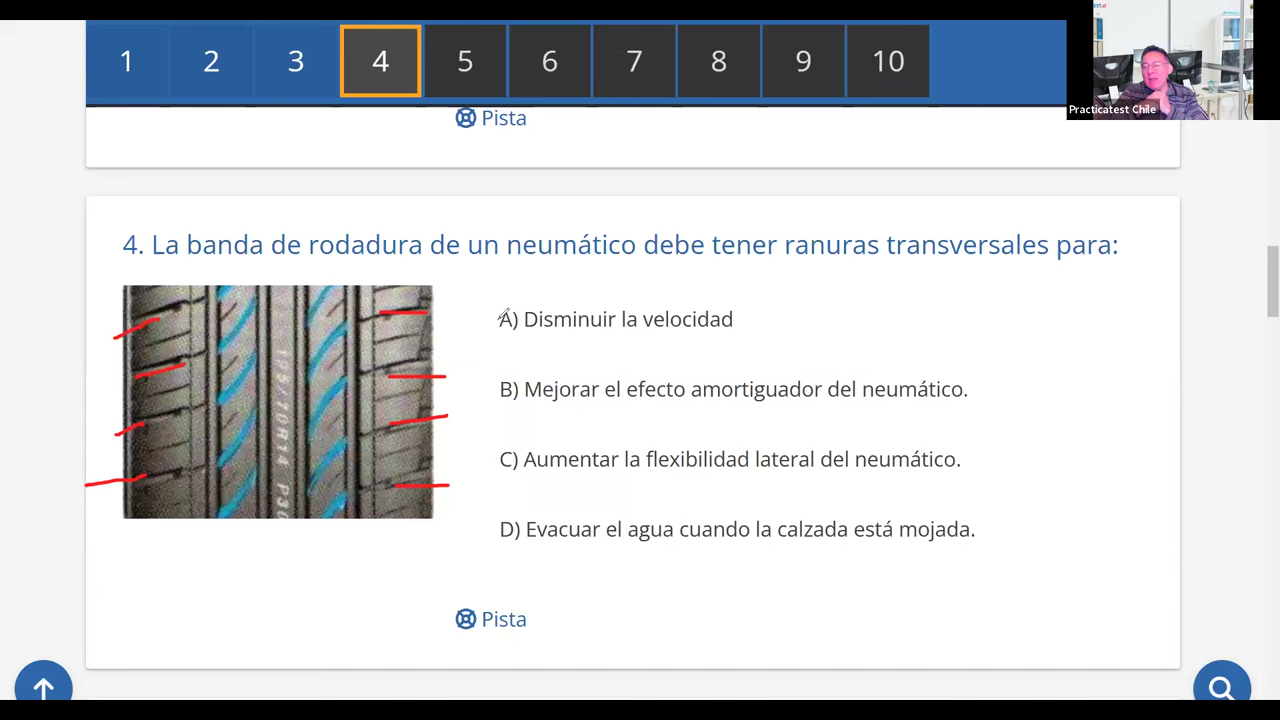 1 2 3 4 5 6 7 8 9 10
Practicatest Chile
Pista
4. La banda de rodadura de un neumático debe tener ranuras transversales para:
A) Disminuir la velocidad
B) Mejorar el efecto amortiguador del neumático.
C) Aumentar la flexibilidad lateral del neumático.
D) Evacuar el agua cuando la calzada está mojada.
Pista